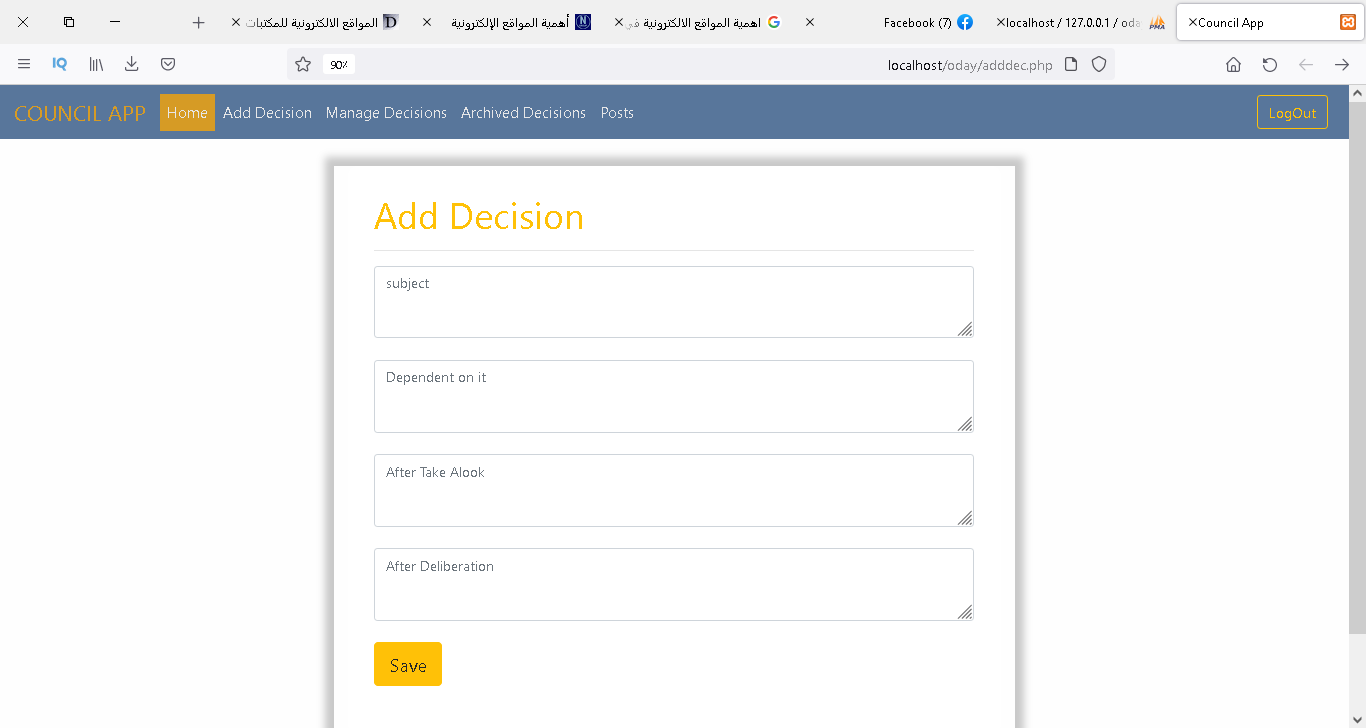 المواقع الالكترونية للمكتبات
أهمية المواقع الإلكترونية
اهمية المواقع الالكترونية في
Facebook (7)
localhost / 127.0.0.1 / oda
Council App
IQ
90٪
localhost/oday/adddec.php
COUNCIL APP
Home
Add Decision
Manage Decisions
Archived Decisions
Posts
LogOut
Add Decision
subject
Dependent on it
After Take Alook
After Deliberation
Save